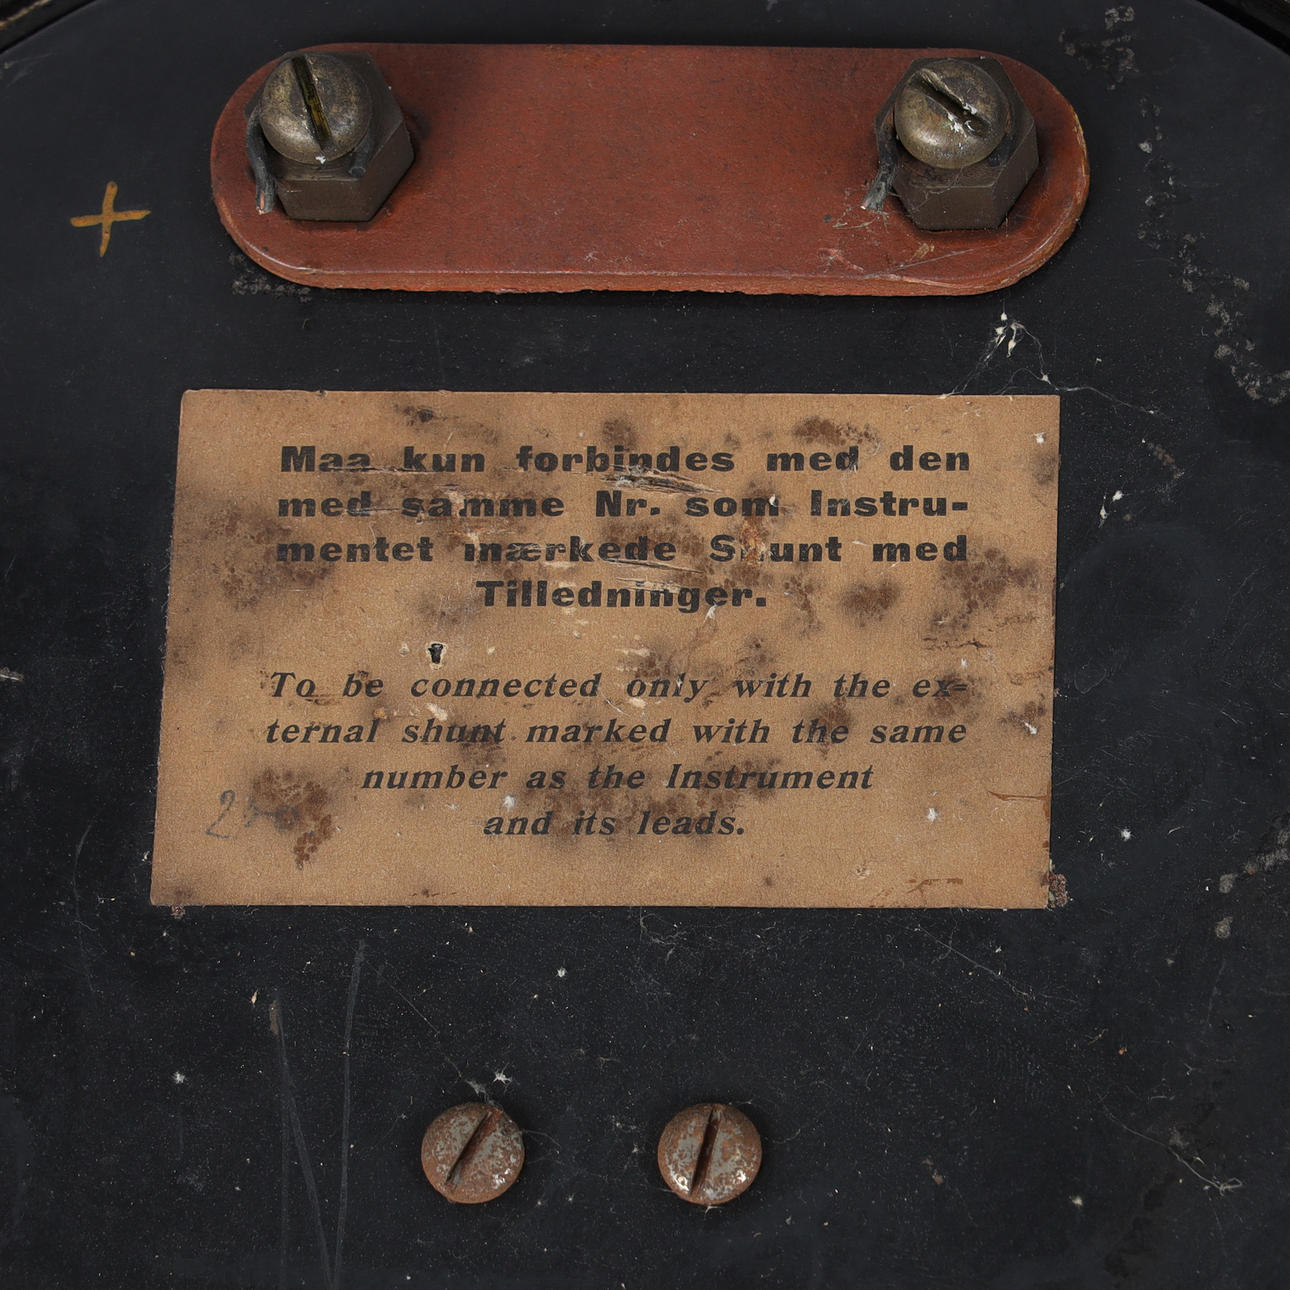 +
Maa kun forbindes med den
med samme Nr. som Instru-
mentet mærkede Shunt med
Tilledninger.
To be connected only with the ex-
ternal shunt marked with the same
number as the Instrument
and its leads.